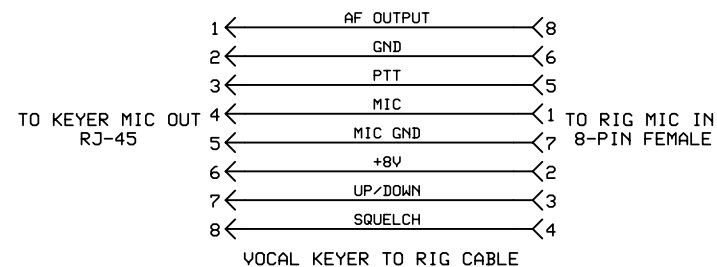 1 AF OUTPUT 8
2 GND 6
3 PTT 5
TO KEYER MIC OUT 4 MIC 1 TO RIG MIC IN
RJ-45 5 MIC GND 7 8-PIN FEMALE
6 +8V 2
7 UP/DOWN 3
8 SQUELCH 4
VOCAL KEYER TO RIG CABLE